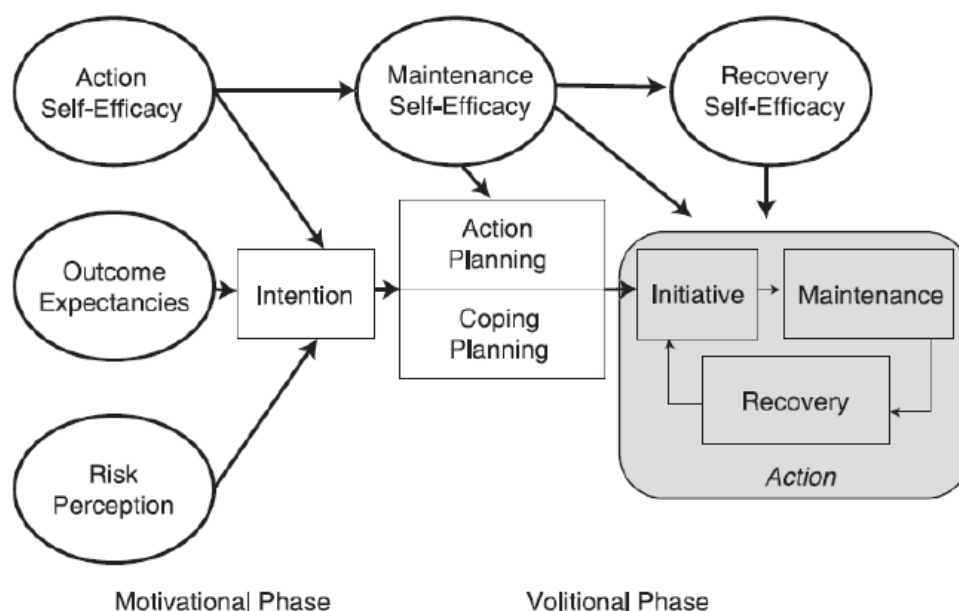 Action
Self-Efficacy
Maintenance
Self-Efficacy
Recovery
Self-Efficacy
Outcome
Expectancies
Intention
Action
Planning
Coping
Planning
Initiative
Maintenance
Recovery
Action
Risk
Perception
Motivational Phase
Volitional Phase